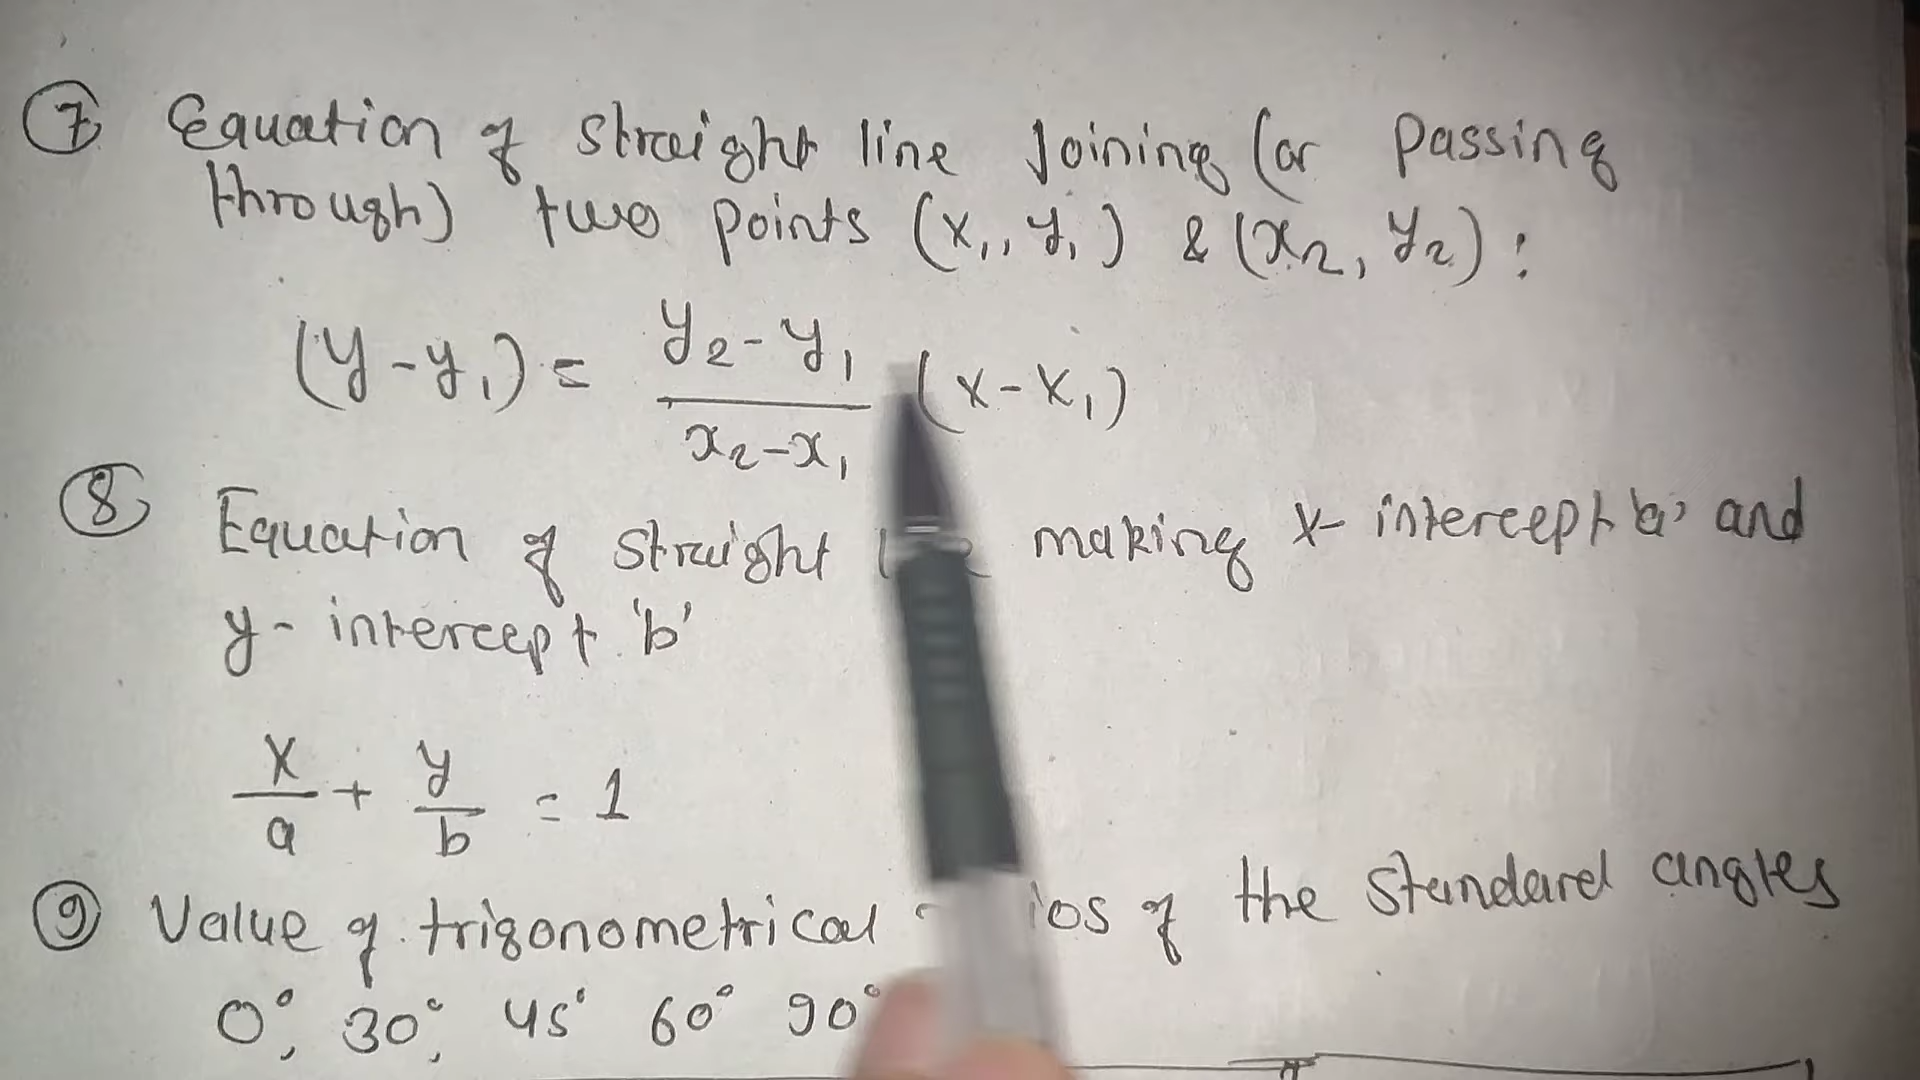 ⑦ Equation of straight line Joining (or Passing
through) two points (x₁, y₁) & (x₂, y₂) :
(y - y₁) = y₂ - y₁ / x₂ - x₁ (x - x₁)
⑧ Equation of straight making x- intercept 'a' and
y- intercept 'b'
x/a + y/b = 1
⑨ Value of trigonometrical of the standard angles
0°, 30°, 45° 60° 90°